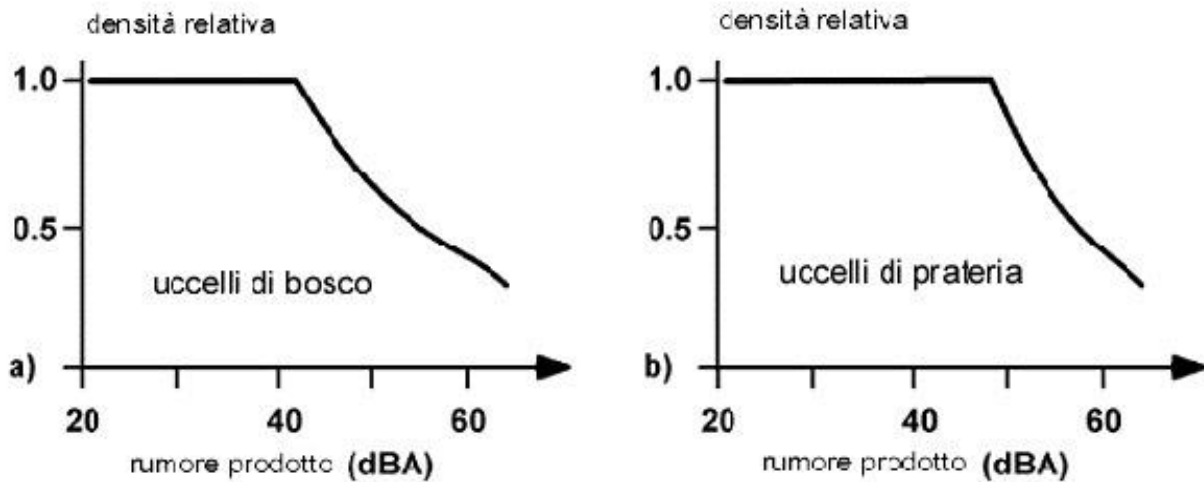 densità relativa
1.0
0.5
uccelli di bosco
a)
20 40 60
rumore prodotto (dBA)
densità relativa
1.0
0.5
uccelli di prateria
b)
20 40 60
rumore prodotto (dBA)